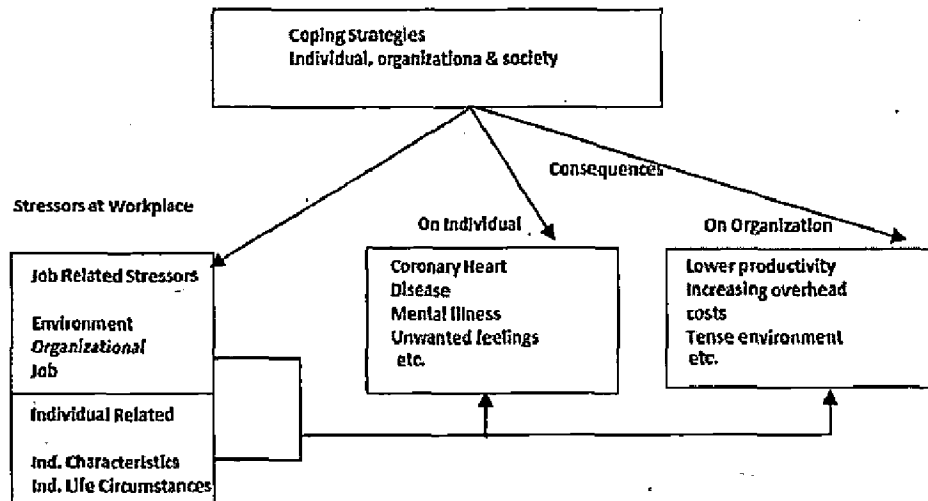 Coping Strategies
Individual, organizationa & society
Consequences
Stressors at Workplace
On Individual
On Organization
Job Related Stressors
Environment
Organizational
Job
Individual Related
Ind. Characteristics
Ind. Life Circumstances
Coronary Heart
Disease
Mental Illness
Unwanted feelings
etc.
Lower productivity
Increasing overhead
costs
Tense environment
etc.